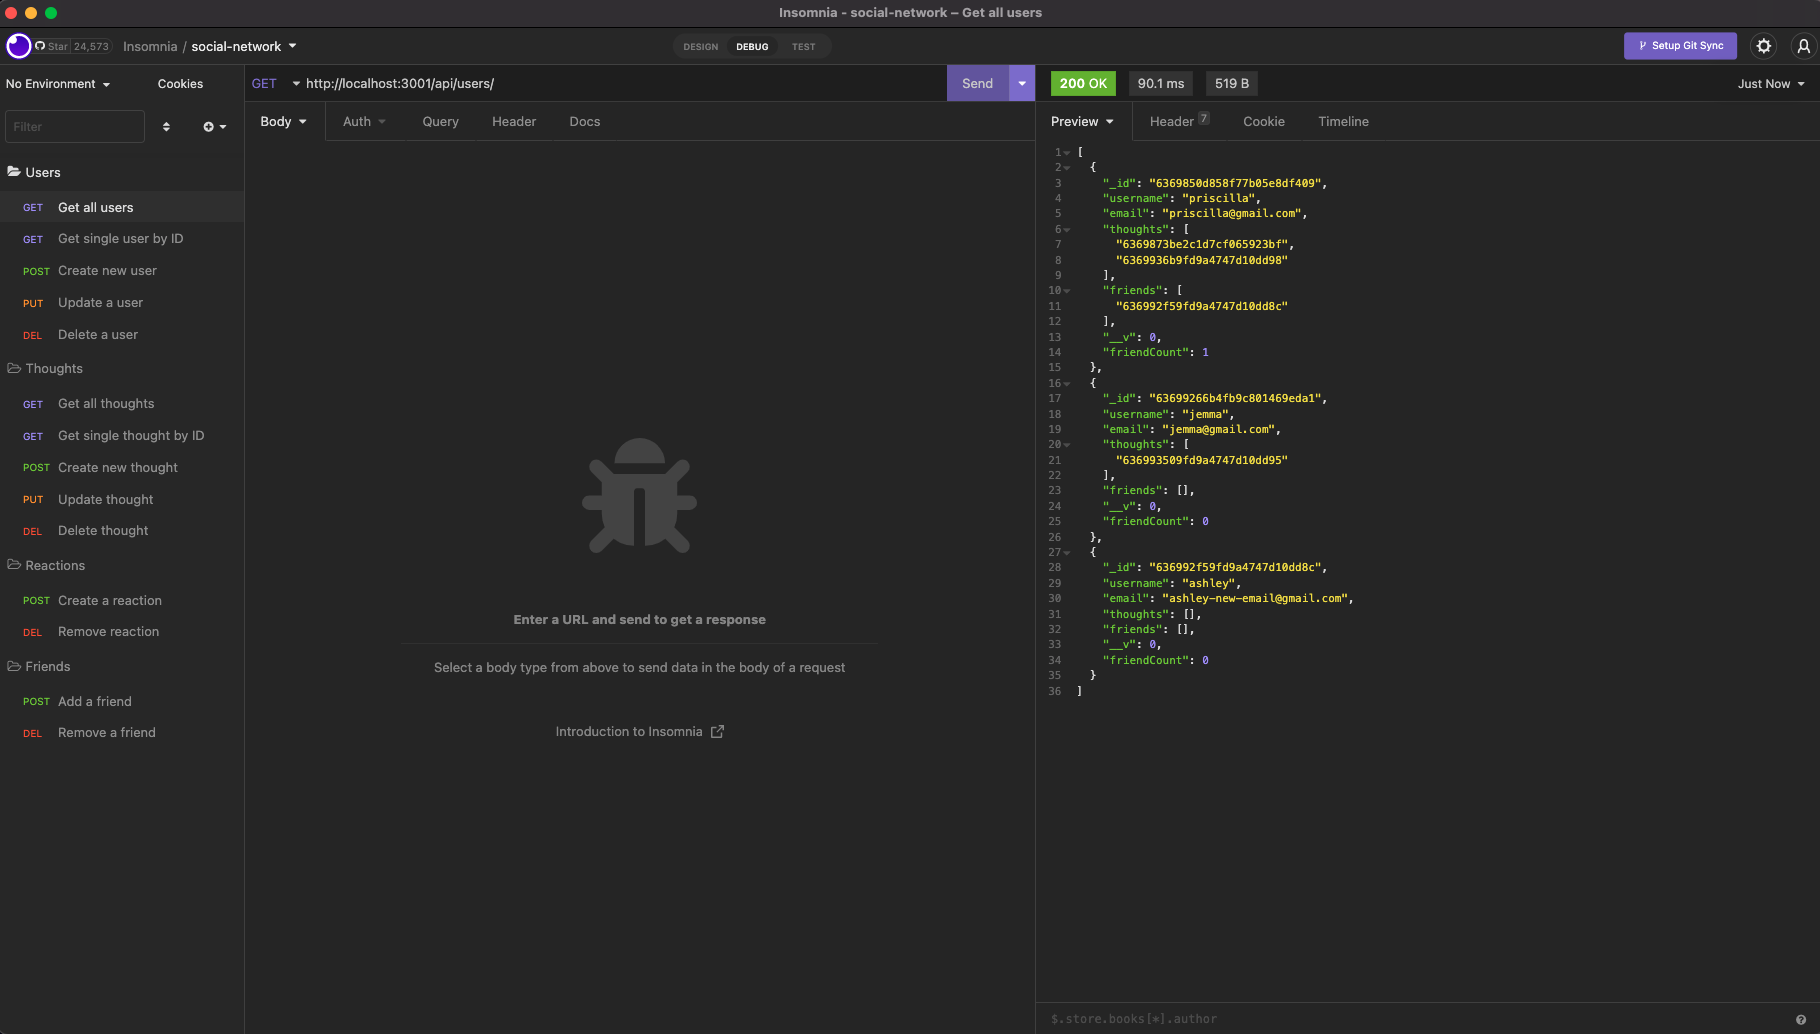 Insomnia - social-network – Get all users
Star 24,573 Insomnia / social-network
DESIGN DEBUG TEST
Setup Git Sync
No Environment Cookies
GET http://localhost:3001/api/users/ Send
200 OK 90.1 ms 519 B Just Now
Filter
Body Auth Query Header Docs
Preview Header 7 Cookie Timeline
Users
GET Get all users
GET Get single user by ID
POST Create new user
PUT Update a user
DEL Delete a user
Thoughts
GET Get all thoughts
GET Get single thought by ID
POST Create new thought
PUT Update thought
DEL Delete thought
Reactions
POST Create a reaction
DEL Remove reaction
Friends
POST Add a friend
DEL Remove a friend
Enter a URL and send to get a response
Select a body type from above to send data in the body of a request
Introduction to Insomnia
1 [
2 {
3 "_id": "6369850d858f77b05e8df409",
4 "username": "priscilla",
5 "email": "priscilla@gmail.com",
6 "thoughts": [
7 "6369873be2c1d7cf065923bf",
8 "6369936b9fd9a4747d10dd98"
9 ],
10 "friends": [
11 "636992f59fd9a4747d10dd8c"
12 ],
13 "__v": 0,
14 "friendCount": 1
15 },
16 {
17 "_id": "63699266b4fb9c801469eda1",
18 "username": "jemma",
19 "email": "jemma@gmail.com",
20 "thoughts": [
21 "636993509fd9a4747d10dd95"
22 ],
23 "friends": [],
24 "__v": 0,
25 "friendCount": 0
26 },
27 {
28 "_id": "636992f59fd9a4747d10dd8c",
29 "username": "ashley",
30 "email": "ashley-new-email@gmail.com",
31 "thoughts": [],
32 "friends": [],
33 "__v": 0,
34 "friendCount": 0
35 }
36 ]
$.store.books[*].author